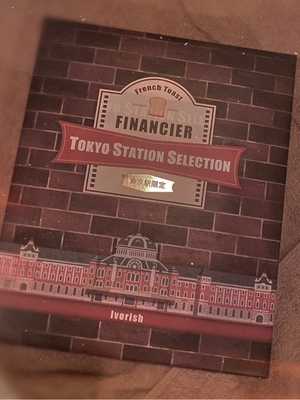 French Toast
FINANCIER
TOKYO STATION SELECTION
東京駅限定
Ivorish